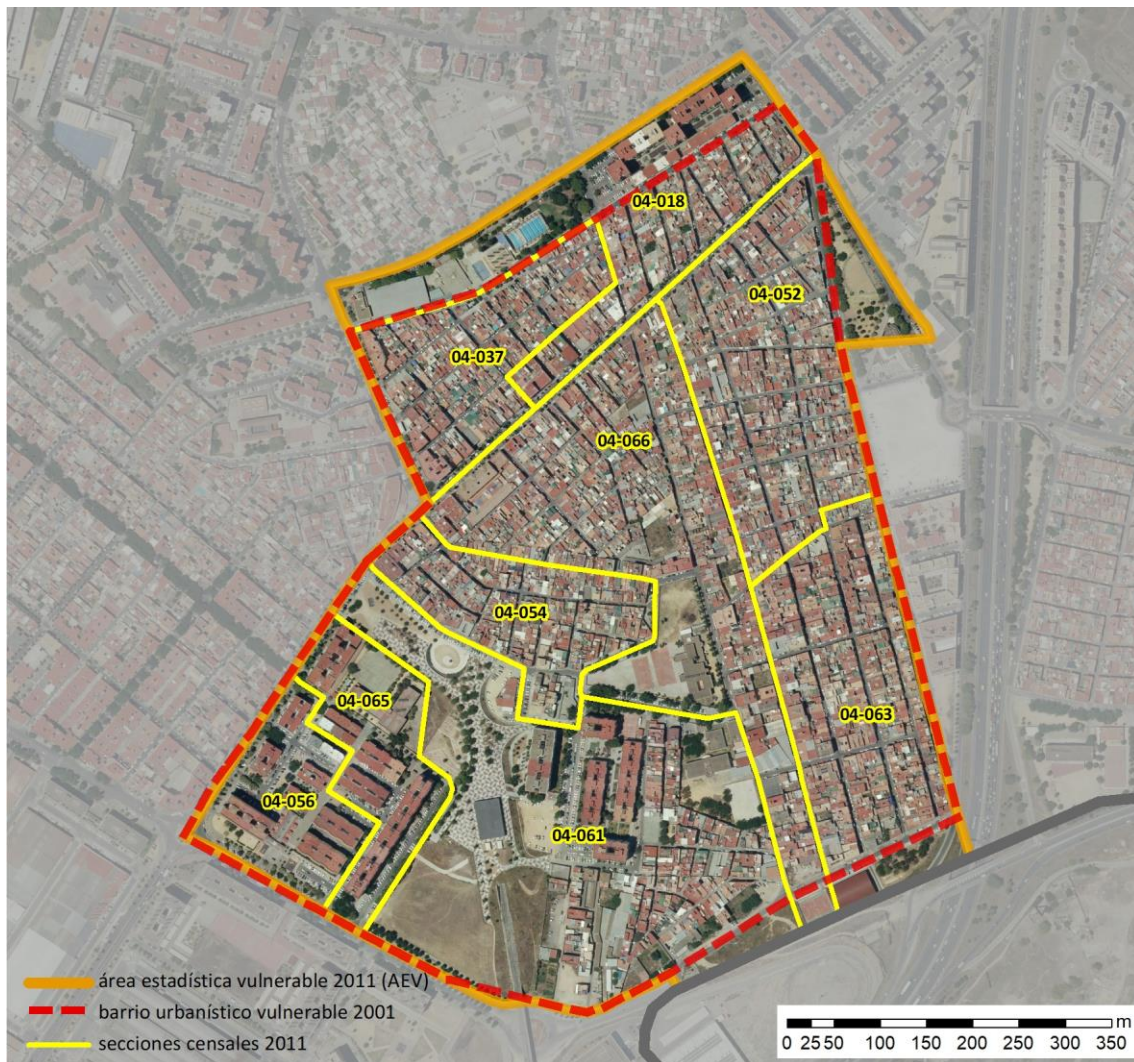 04-018
04-052
04-037
04-066
04-054
04-065
04-063
04-056
04-061
área estadística vulnerable 2011 (AEV)
barrio urbanístico vulnerable 2001
secciones censales 2011
m
0 25 50 100 150 200 250 300 350